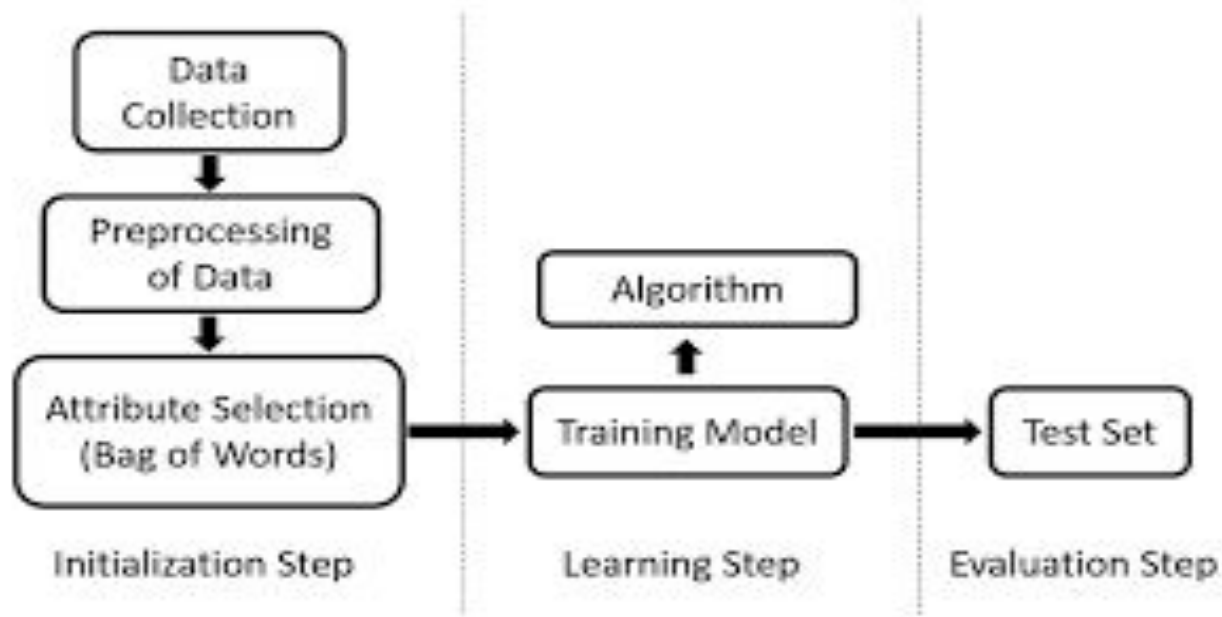 Data
Collection
Preprocessing
of Data
Attribute Selection
(Bag of Words)
Initialization Step
Algorithm
Training Model
Learning Step
Test Set
Evaluation Step